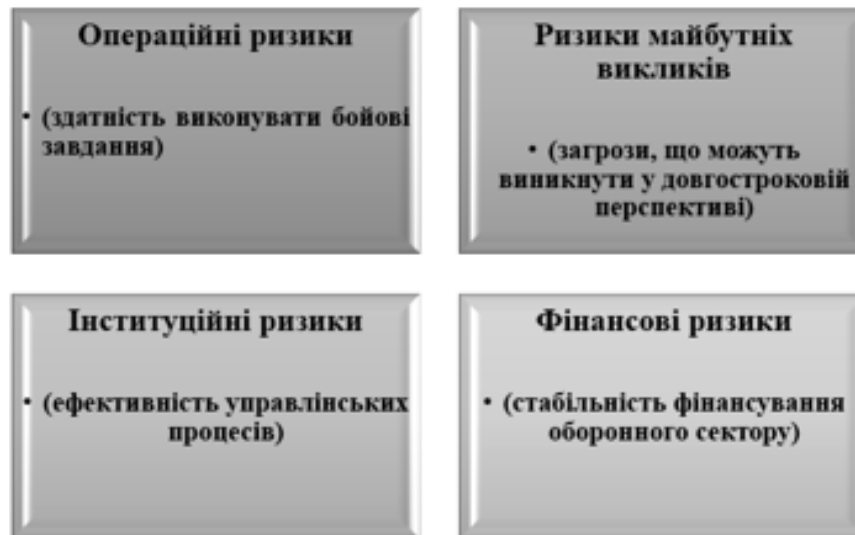 Операційні ризики
• (здатність виконувати бойові
завдання)
Ризики майбутніх
викликів
• (загрози, що можуть
виникнути у довгостроковій
перспективі)
Інституційні ризики
• (ефективність управлінських
процесів)
Фінансові ризики
• (стабільність фінансування
оборонного сектору)